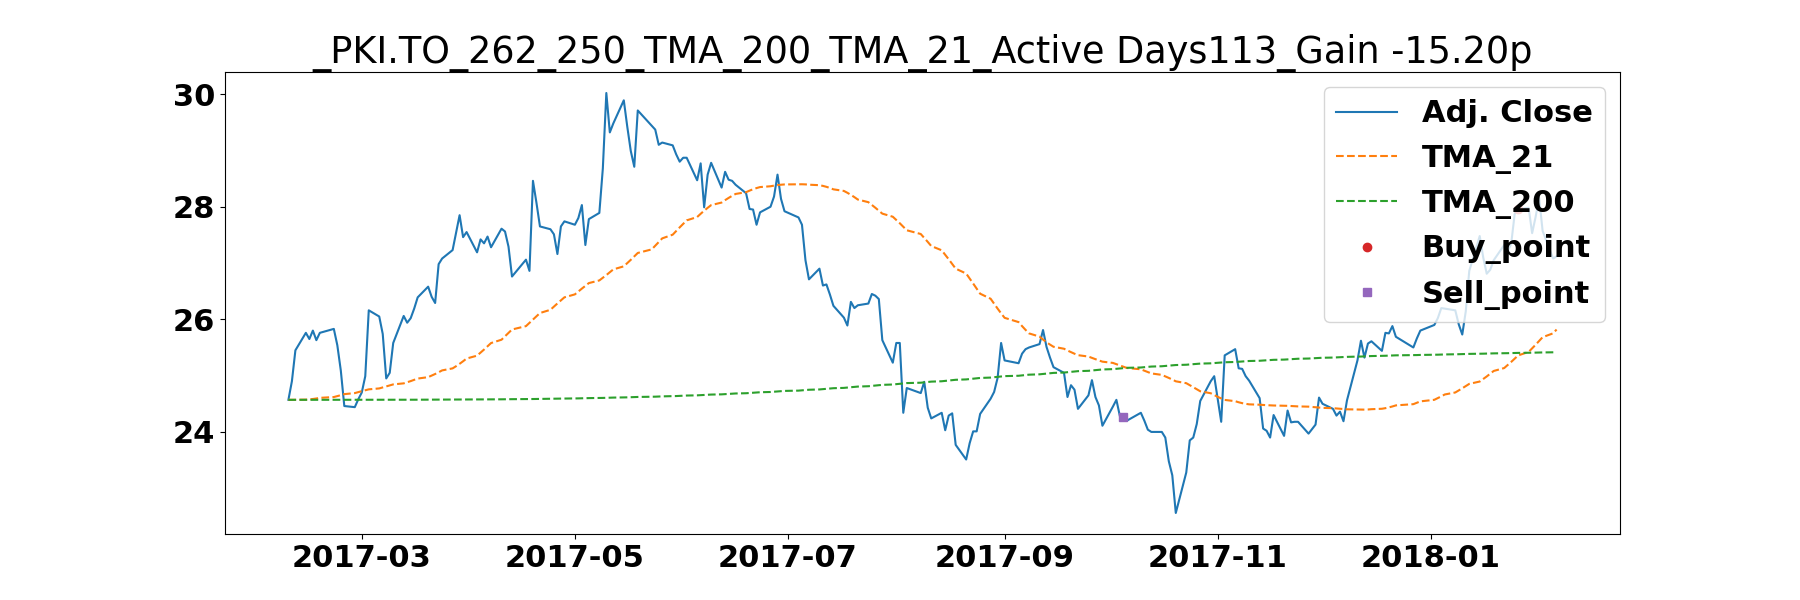 _PKI.TO_262_250_TMA_200_TMA_21_Active Days113_Gain -15.20p
30
28
26
24
Adj. Close
TMA_21
TMA_200
Buy_point
Sell_point
2017-03 2017-05 2017-07 2017-09 2017-11 2018-01